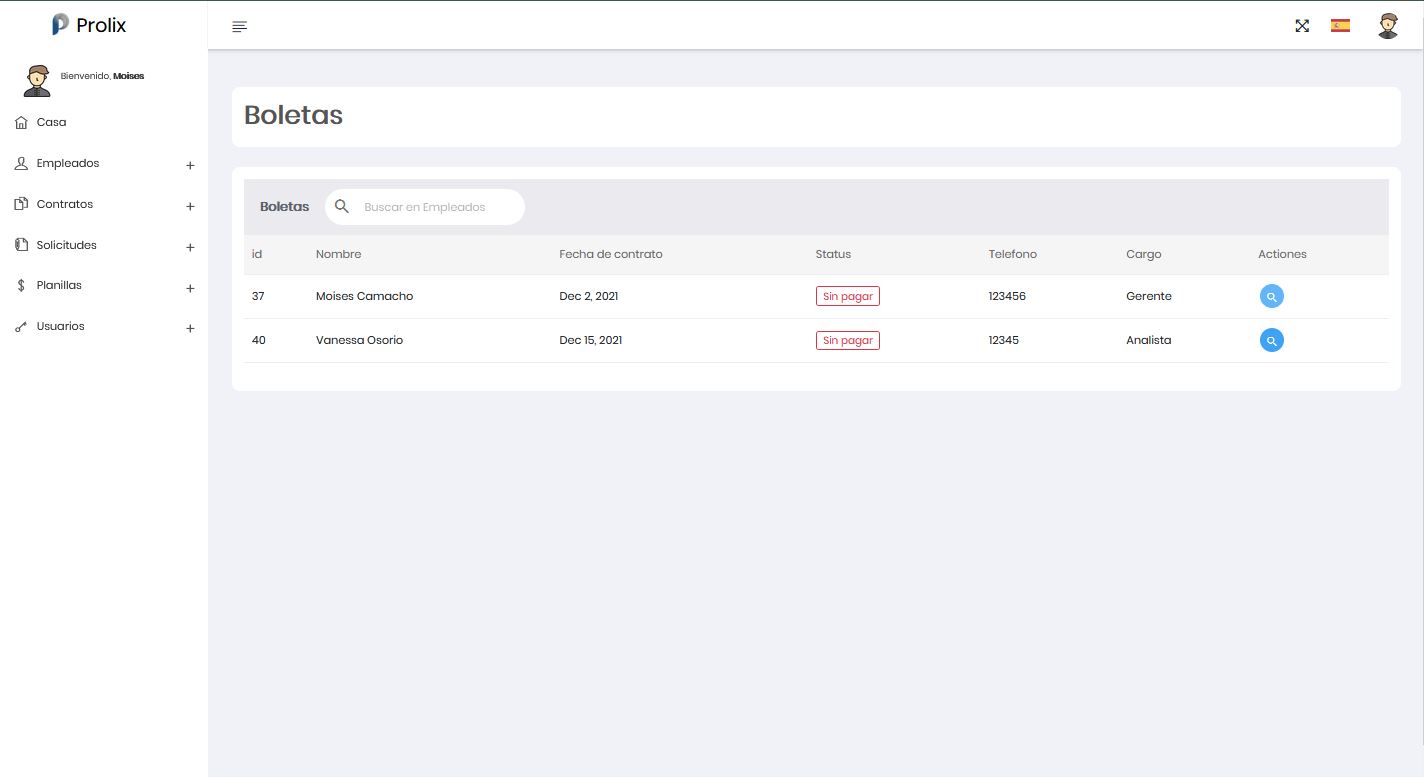 Prolix
Bienvenido, Moises
Casa
Empleados +
Contratos +
Solicitudes +
Planillas +
Usuarios +
Boletas
Boletas Buscar en Empleados
id Nombre Fecha de contrato Status Telefono Cargo Actiones
37 Moises Camacho Dec 2, 2021 Sin pagar 123456 Gerente
40 Vanessa Osorio Dec 15, 2021 Sin pagar 12345 Analista